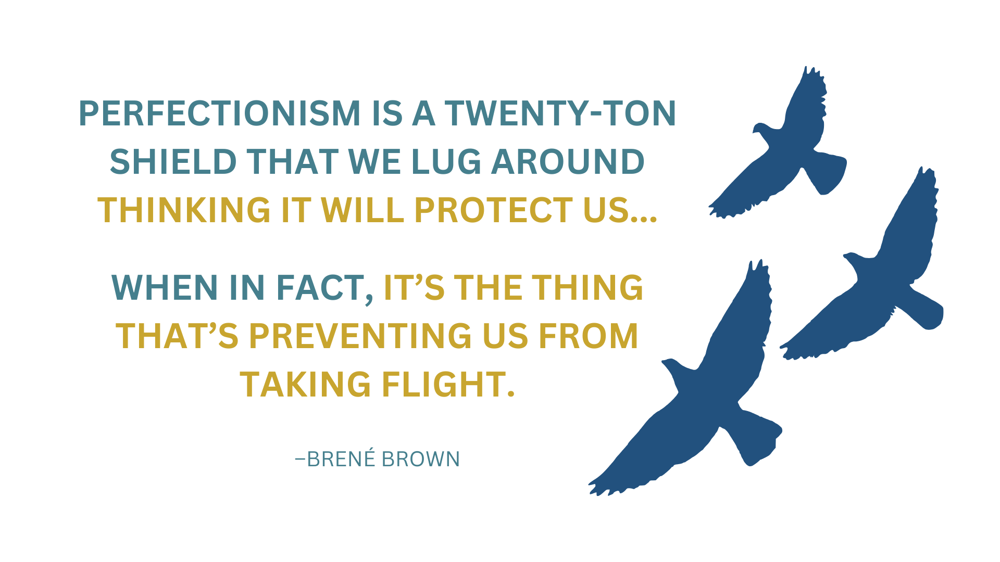 PERFECTIONISM IS A TWENTY-TON
SHIELD THAT WE LUG AROUND
THINKING IT WILL PROTECT US...
WHEN IN FACT, IT’S THE THING
THAT’S PREVENTING US FROM
TAKING FLIGHT.
–BRENÉ BROWN